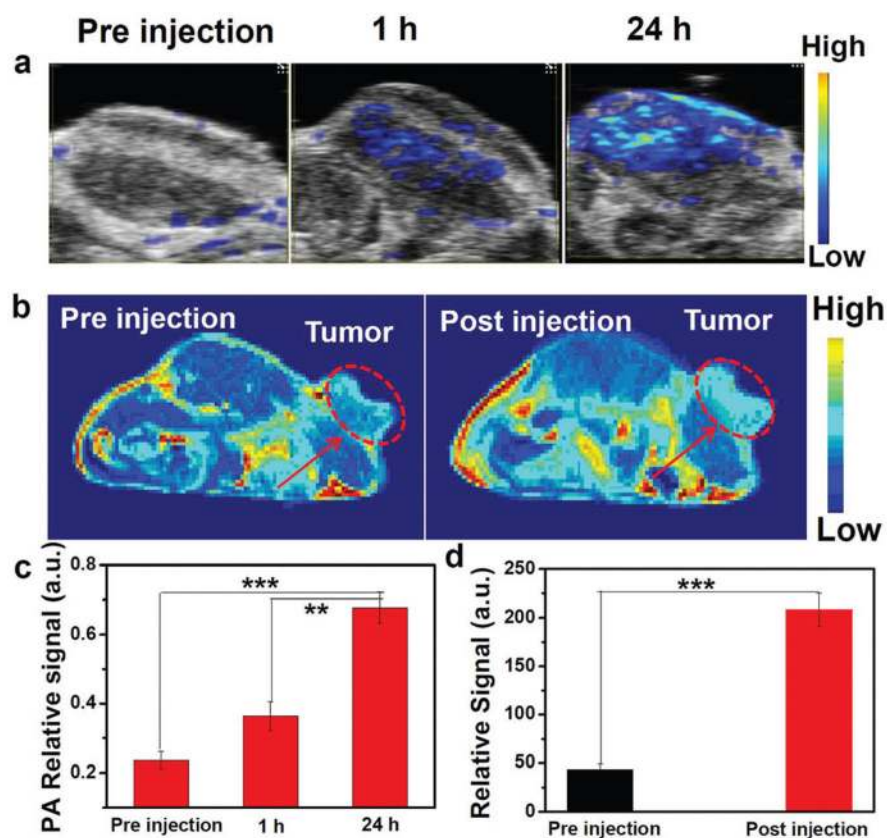 Pre injection 1 h 24 h High
a
Low
b Pre injection Tumor Post injection Tumor High
Low
c
PA Relative signal (a.u.)
0.8
0.6
0.4
0.2
***
**
Pre injection 1 h 24 h
d
Relative Signal (a.u.)
250
200
150
100
50
0
***
Pre injection Post injection